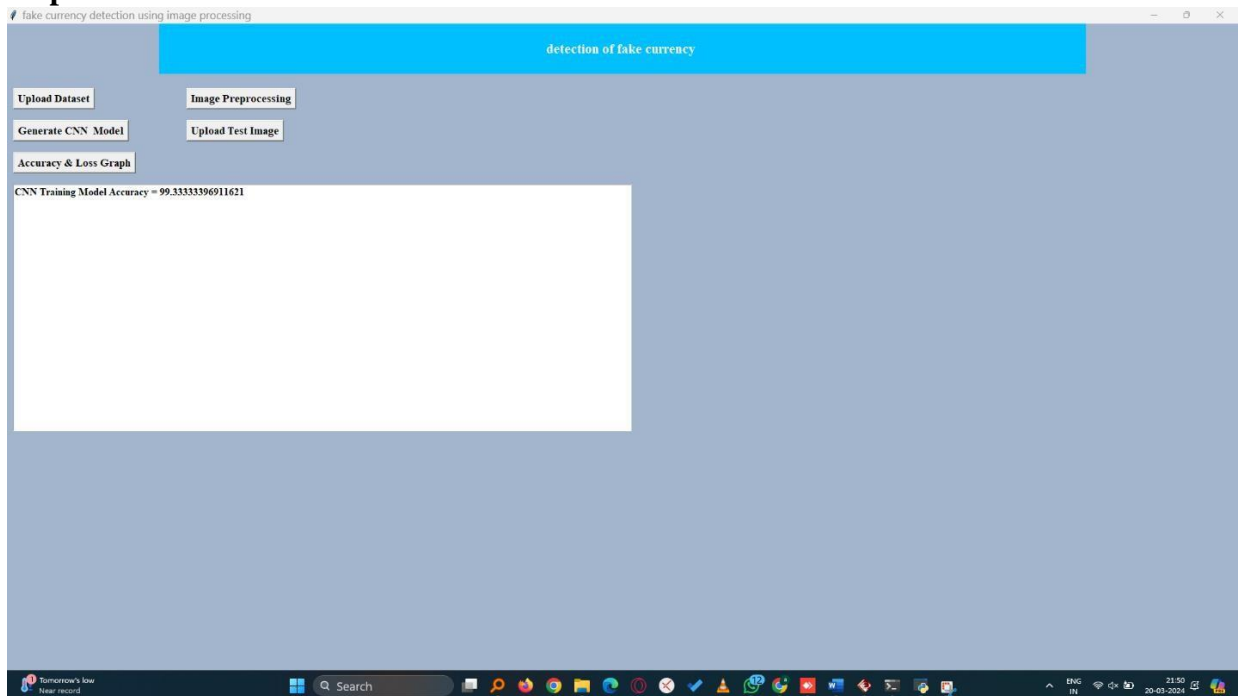 fake currency detection using image processing
detection of fake currency
Upload Dataset
Image Preprocessing
Generate CNN  Model
Upload Test Image
Accuracy & Loss Graph
CNN Training Model Accuracy = 99.33333396911621
Tomorrow's low
Near record
Search
12
ENG
IN
21:50
20-03-2024